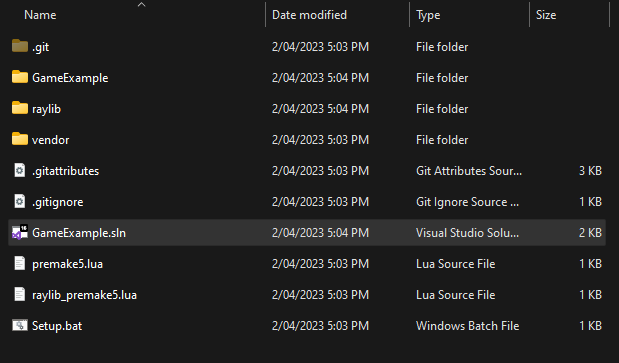 Name Date modified Type Size
.git 2/04/2023 5:03 PM File folder
GameExample 2/04/2023 5:04 PM File folder
raylib 2/04/2023 5:04 PM File folder
vendor 2/04/2023 5:03 PM File folder
.gitattributes 2/04/2023 5:03 PM Git Attributes Sour... 3 KB
.gitignore 2/04/2023 5:03 PM Git Ignore Source ... 1 KB
GameExample.sln 2/04/2023 5:04 PM Visual Studio Solu... 2 KB
premake5.lua 2/04/2023 5:03 PM Lua Source File 1 KB
raylib_premake5.lua 2/04/2023 5:03 PM Lua Source File 1 KB
Setup.bat 2/04/2023 5:03 PM Windows Batch File 1 KB